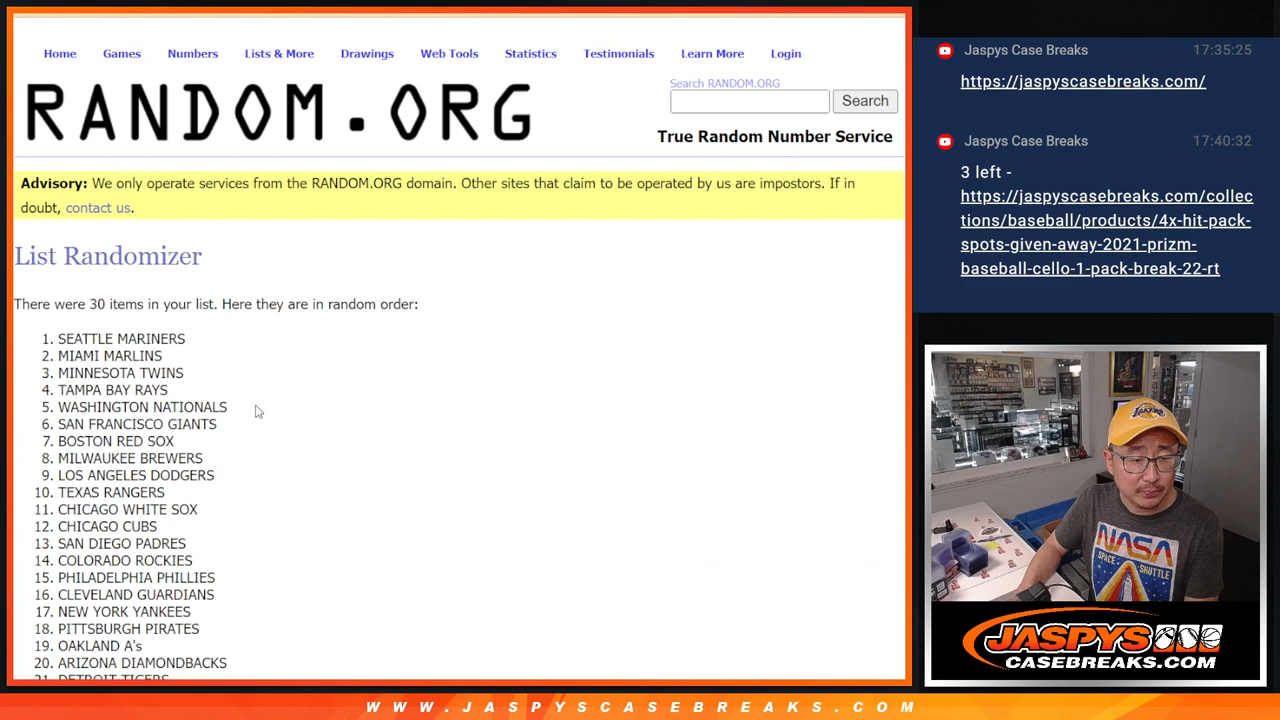 Home Games Numbers Lists & More Drawings Web Tools Statistics Testimonials Learn More Login
RANDOM.ORG
Search RANDOM.ORG
Search
True Random Number Service
Advisory: We only operate services from the RANDOM.ORG domain. Other sites that claim to be operated by us are impostors. If in
doubt, contact us.
List Randomizer
There were 30 items in your list. Here they are in random order:
1. SEATTLE MARINERS
2. MIAMI MARLINS
3. MINNESOTA TWINS
4. TAMPA BAY RAYS
5. WASHINGTON NATIONALS
6. SAN FRANCISCO GIANTS
7. BOSTON RED SOX
8. MILWAUKEE BREWERS
9. LOS ANGELES DODGERS
10. TEXAS RANGERS
11. CHICAGO WHITE SOX
12. CHICAGO CUBS
13. SAN DIEGO PADRES
14. COLORADO ROCKIES
15. PHILADELPHIA PHILLIES
16. CLEVELAND GUARDIANS
17. NEW YORK YANKEES
18. PITTSBURGH PIRATES
19. OAKLAND A's
20. ARIZONA DIAMONDBACKS
21. DETROIT TIGERS
Jaspys Case Breaks 17:35:25
https://jaspyscasebreaks.com/
Jaspys Case Breaks 17:40:32
3 left -
https://jaspyscasebreaks.com/collec
tions/baseball/products/4x-hit-pack-
spots-given-away-2021-prizm-
baseball-cello-1-pack-break-22-rt
NASA
SPACE SHUTTLE
JASPYS
CASEBREAKS.COM
WWW.JASPYSCASEBREAKS.COM